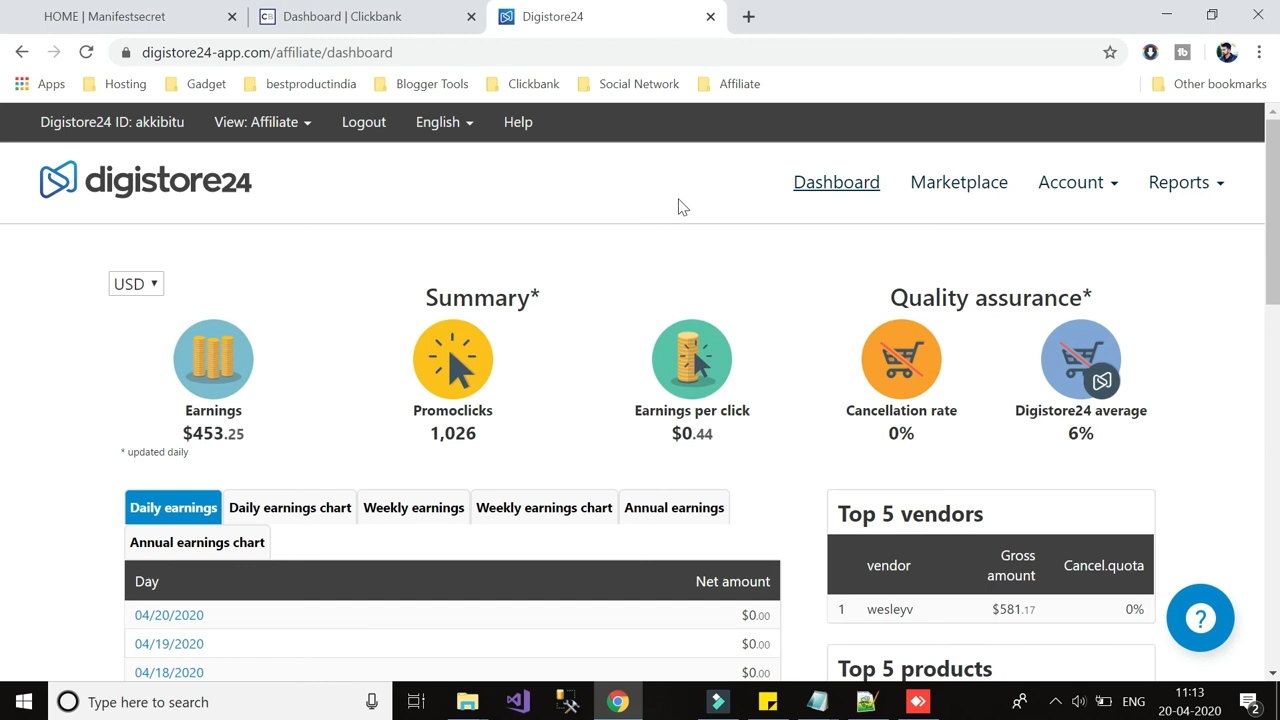 HOME | Manifestsecret
CB Dashboard | Clickbank
Digistore24
digistore24-app.com/affiliate/dashboard
Apps Hosting Gadget bestproductindia Blogger Tools Clickbank Social Network Affiliate Other bookmarks
Digistore24 ID: akkibitu View: Affiliate Logout English Help
digistore24 Dashboard Marketplace Account Reports
USD
Summary* Quality assurance*
Earnings Promoclicks Earnings per click Cancellation rate Digistore24 average
$453.25 1,026 $0.44 0% 6%
* updated daily
Daily earnings Daily earnings chart Weekly earnings Weekly earnings chart Annual earnings
Annual earnings chart
Day Net amount
04/20/2020 $0.00
04/19/2020 $0.00
04/18/2020 $0.00
Top 5 vendors
vendor Gross amount Cancel.quota
1 wesleyv $581.17 0%
Top 5 products
?
Type here to search
ENG
11:13
20-04-2020
2